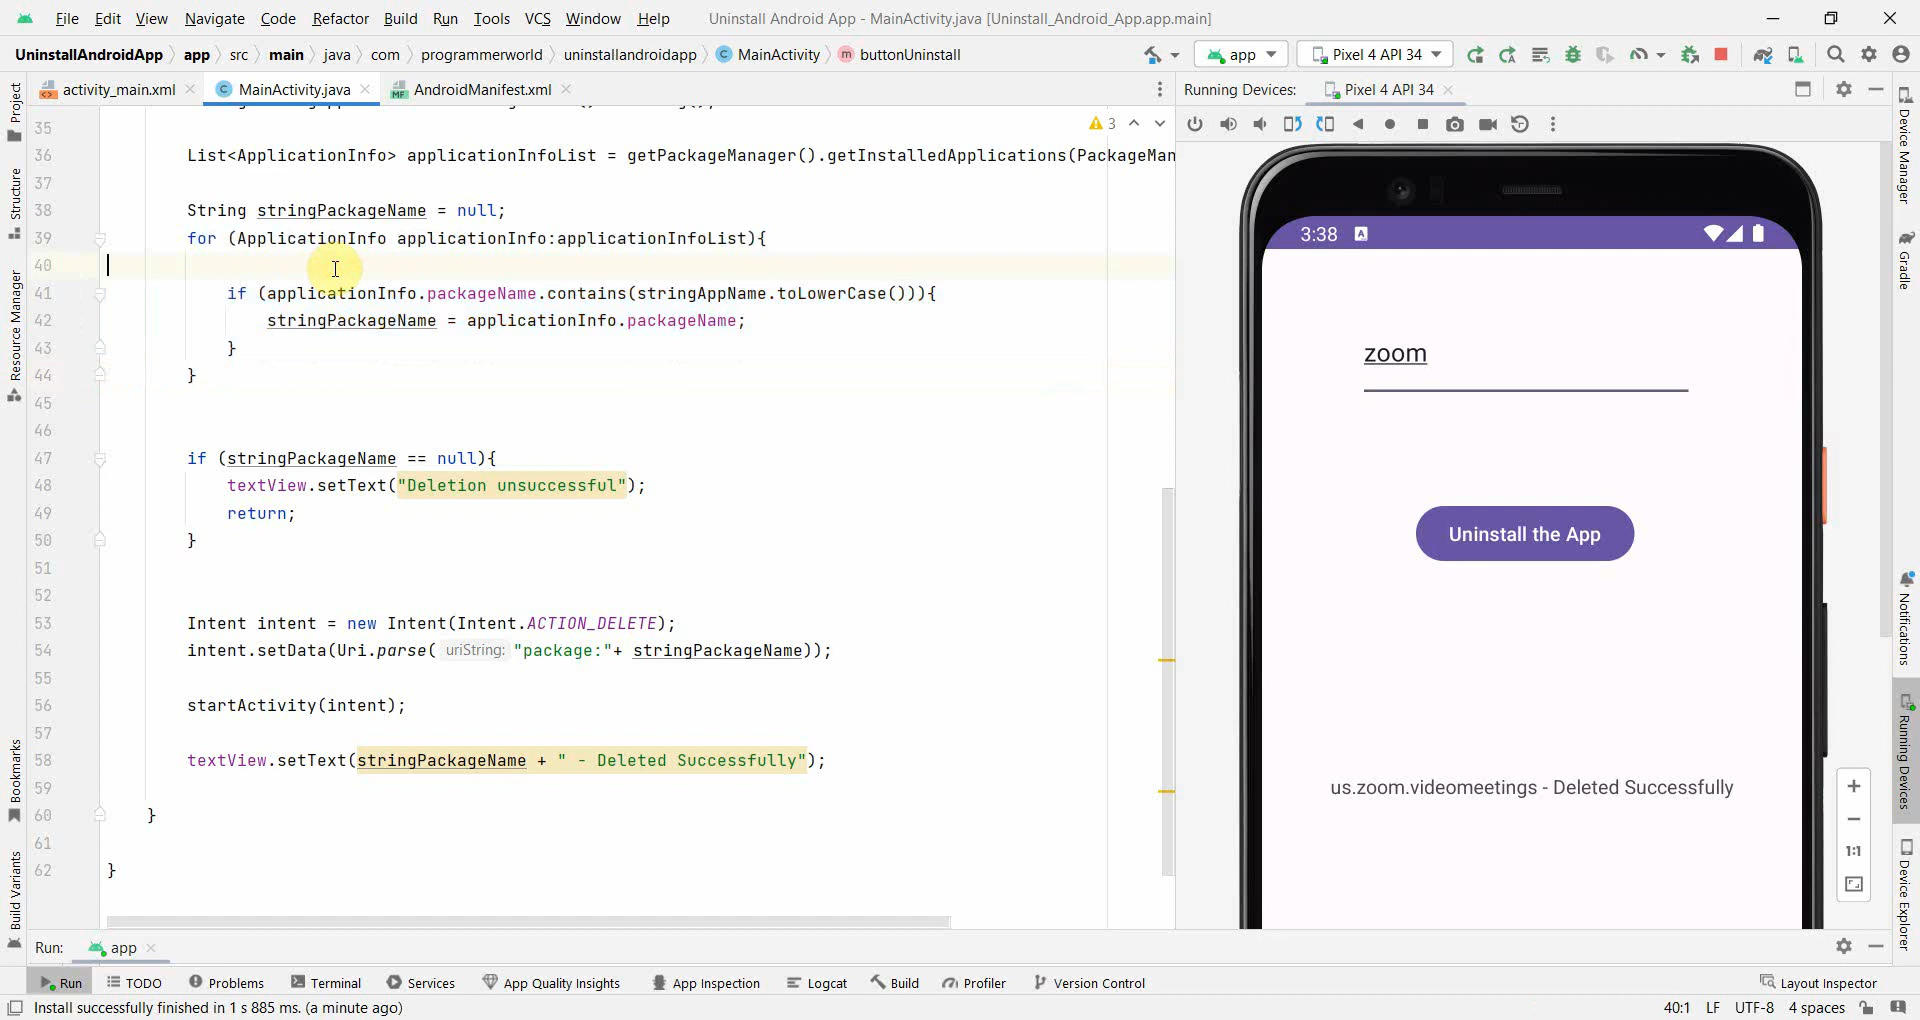 File Edit View Navigate Code Refactor Build Run Tools VCS Window Help Uninstall Android App - MainActivity.java [Uninstall_Android_App.app.main]
UninstallAndroidApp app src main java com programmerworld uninstallandroidapp C MainActivity m buttonUninstall app Pixel 4 API 34
activity_main.xml C MainActivity.java MF AndroidManifest.xml
Running Devices: Pixel 4 API 34
3
35
36 List<ApplicationInfo> applicationInfoList = getPackageManager().getInstalledApplications(PackageMan
37
38 String stringPackageName = null;
39 for (ApplicationInfo applicationInfo:applicationInfoList){
40
41 if (applicationInfo.packageName.contains(stringAppName.toLowerCase())){
42 stringPackageName = applicationInfo.packageName;
43 }
44 }
45
46
47 if (stringPackageName == null){
48 textView.setText("Deletion unsuccessful");
49 return;
50 }
51
52
53 Intent intent = new Intent(Intent.ACTION_DELETE);
54 intent.setData(Uri.parse( uriString: "package:"+ stringPackageName));
55
56 startActivity(intent);
57
58 textView.setText(stringPackageName + " - Deleted Successfully");
59
60 }
61
62 }
3:38 A
zoom
Uninstall the App
us.zoom.videomeetings - Deleted Successfully
+
−
1:1
Project
Structure
Resource Manager
Bookmarks
Build Variants
Device Manager
Gradle
Notifications
Running Devices
Device Explorer
Run: app
Run TODO Problems Terminal Services App Quality Insights App Inspection Logcat Build Profiler Version Control Layout Inspector
Install successfully finished in 1 s 885 ms. (a minute ago) 40:1 LF UTF-8 4 spaces